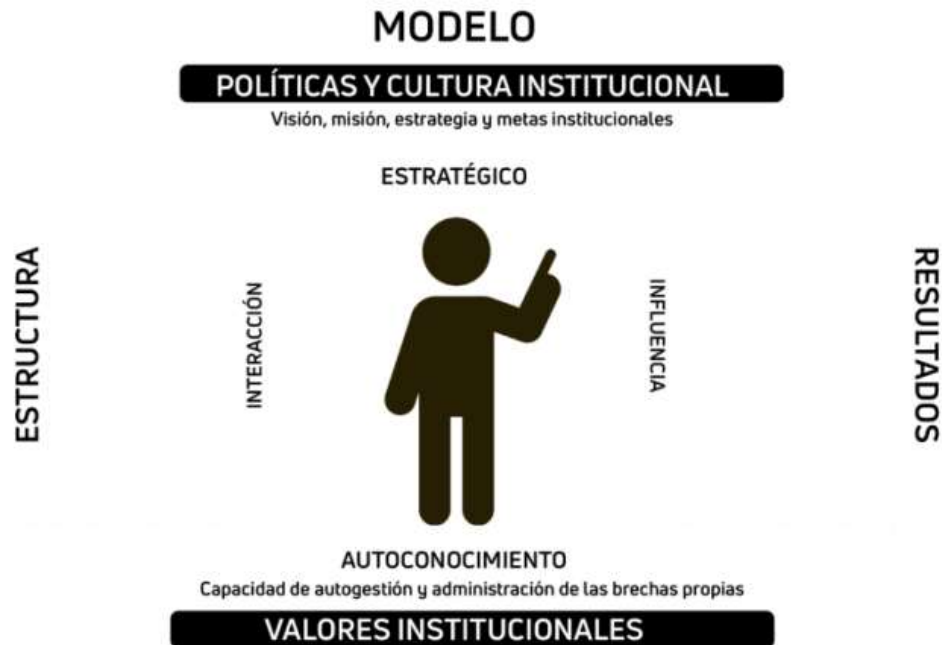 MODELO
POLÍTICAS Y CULTURA INSTITUCIONAL
Visión, misión, estrategia y metas institucionales
ESTRATÉGICO
ESTRUCTURA
INTERACCIÓN
INFLUENCIA
RESULTADOS
AUTOCONOCIMIENTO
Capacidad de autogestión y administración de las brechas propias
VALORES INSTITUCIONALES